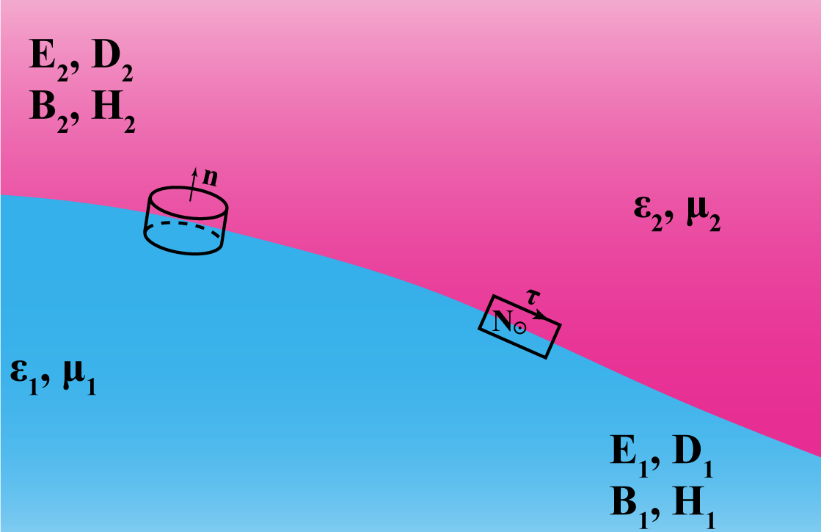 E₂, D₂
B₂, H₂
n
ε₂, μ₂
τ
N
ε₁, μ₁
E₁, D₁
B₁, H₁